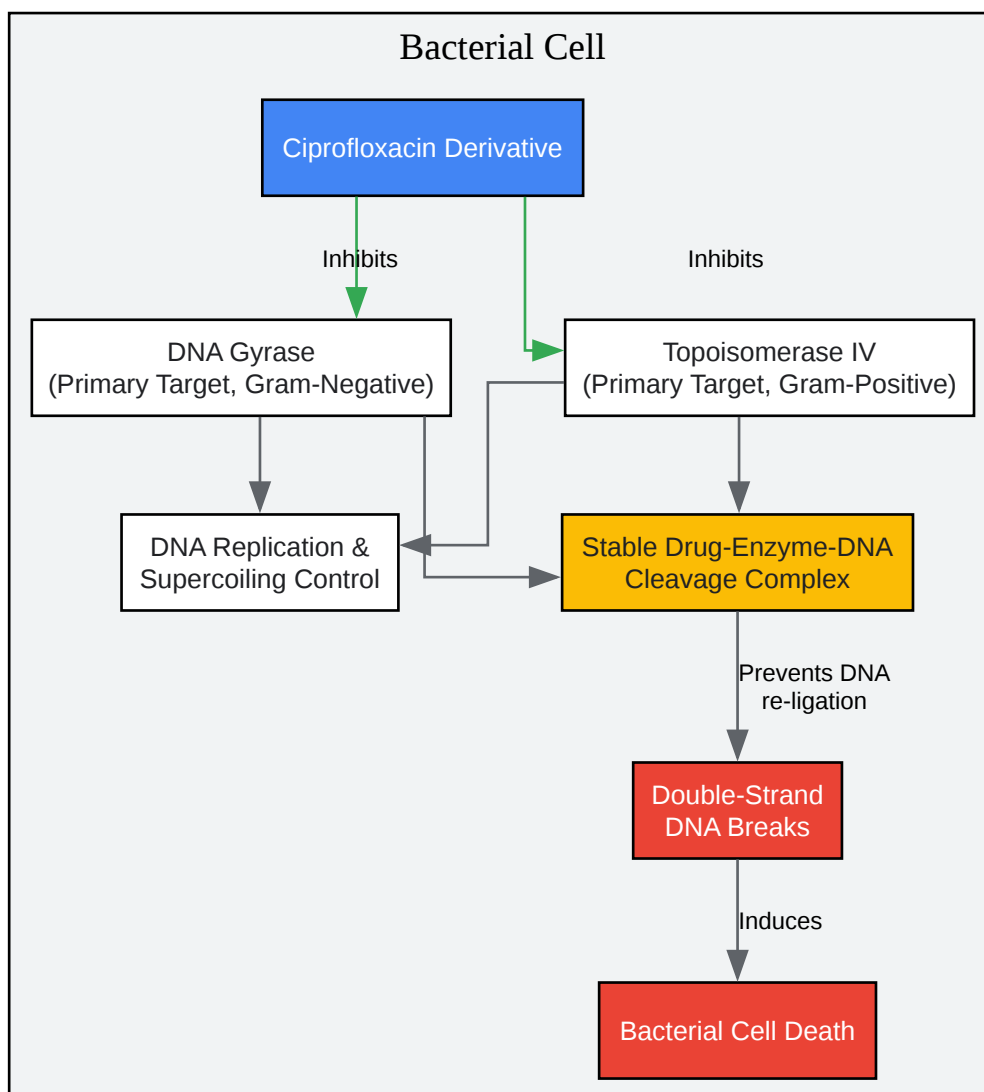 Bacterial Cell
Ciprofloxacin Derivative
Inhibits
Inhibits
DNA Gyrase
(Primary Target, Gram-Negative)
Topoisomerase IV
(Primary Target, Gram-Positive)
DNA Replication &
Supercoiling Control
Stable Drug-Enzyme-DNA
Cleavage Complex
Prevents DNA
re-ligation
Double-Strand
DNA Breaks
Induces
Bacterial Cell Death